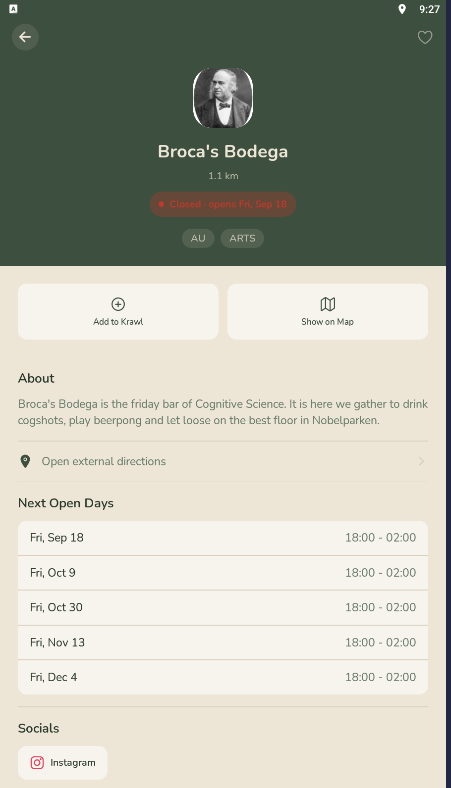 A
9:27
Broca's Bodega
1.1 km
Closed · opens Fri, Sep 18
AU
ARTS
Add to Krawl
Show on Map
About
Broca's Bodega is the friday bar of Cognitive Science. It is here we gather to drink
cogshots, play beerpong and let loose on the best floor in Nobelparken.
Open external directions
Next Open Days
Fri, Sep 18 18:00 - 02:00
Fri, Oct 9 18:00 - 02:00
Fri, Oct 30 18:00 - 02:00
Fri, Nov 13 18:00 - 02:00
Fri, Dec 4 18:00 - 02:00
Socials
Instagram